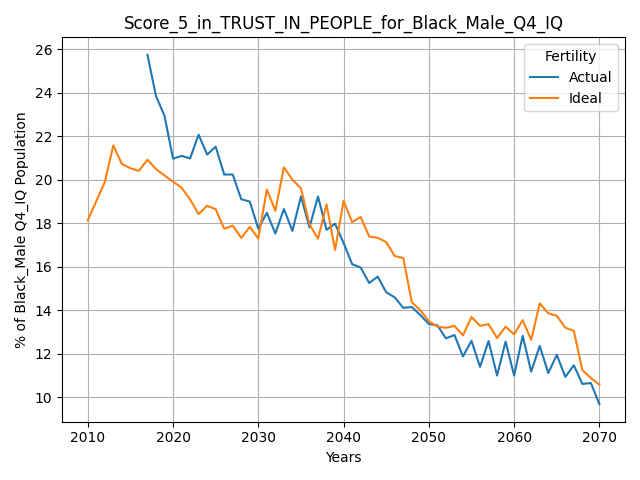 Score_5_in_TRUST_IN_PEOPLE_for_Black_Male_Q4_IQ
Fertility
Actual
Ideal
% of Black_Male Q4_IQ Population
26
24
22
20
18
16
14
12
10
2010 2020 2030 2040 2050 2060 2070
Years